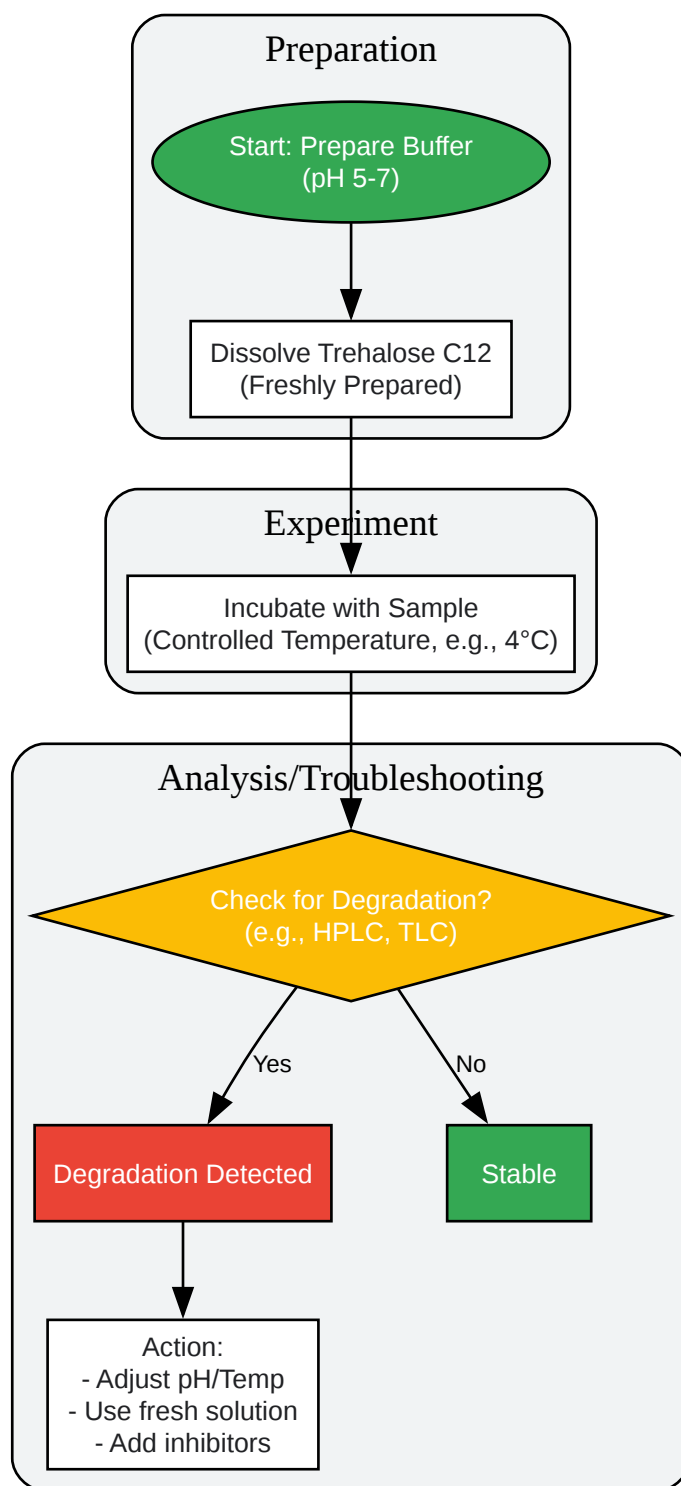 Preparation
Start: Prepare Buffer
(pH 5-7)
Dissolve Trehalose C12
(Freshly Prepared)
Experiment
Incubate with Sample
(Controlled Temperature, e.g., 4°C)
Analysis/Troubleshooting
Check for Degradation?
(e.g., HPLC, TLC)
Yes
No
Degradation Detected
Stable
Action:
- Adjust pH/Temp
- Use fresh solution
- Add inhibitors